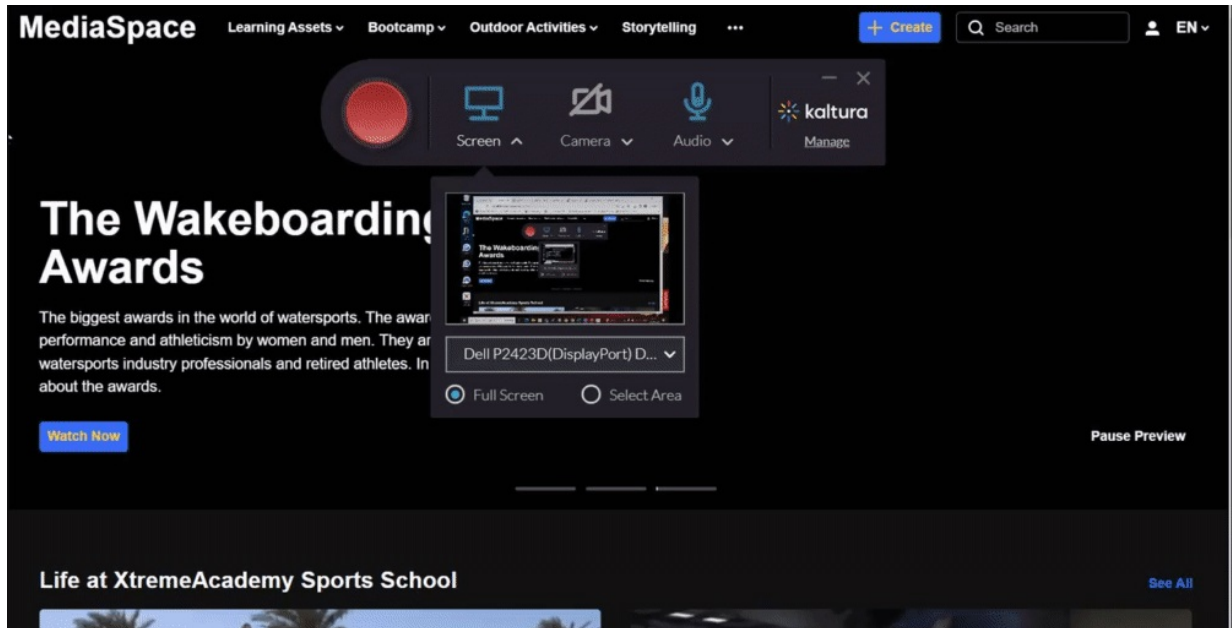 MediaSpace
Learning Assets
Bootcamp
Outdoor Activities
Storytelling
...
+ Create
Search
EN
Screen
Camera
Audio
kaltura
Manage
The Wakeboarding
Awards
The biggest awards in the world of watersports. The
performance and athleticism by women and men. They
watersports industry professionals and retired athletes. In
about the awards.
Dell P2423D(DisplayPort) D...
Full Screen
Select Area
Watch Now
Pause Preview
Life at XtremeAcademy Sports School
See All